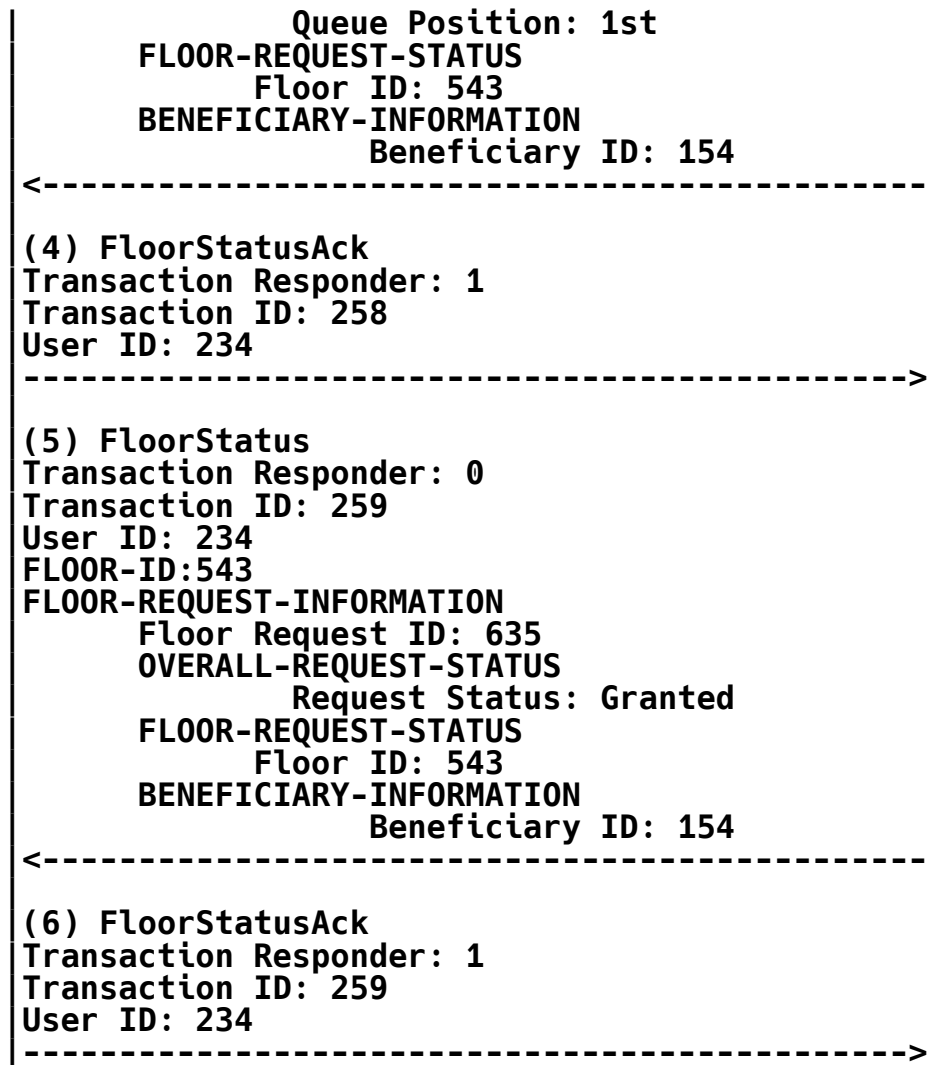 |              Queue Position: 1st
|      FLOOR-REQUEST-STATUS
|            Floor ID: 543
|      BENEFICIARY-INFORMATION
|                  Beneficiary ID: 154
|<----------------------------------------------
|
|(4) FloorStatusAck
|Transaction Responder: 1
|Transaction ID: 258
|User ID: 234
|---------------------------------------------->
|
|(5) FloorStatus
|Transaction Responder: 0
|Transaction ID: 259
|User ID: 234
|FLOOR-ID:543
|FLOOR-REQUEST-INFORMATION
|      Floor Request ID: 635
|      OVERALL-REQUEST-STATUS
|              Request Status: Granted
|      FLOOR-REQUEST-STATUS
|            Floor ID: 543
|      BENEFICIARY-INFORMATION
|                  Beneficiary ID: 154
|<----------------------------------------------
|
|(6) FloorStatusAck
|Transaction Responder: 1
|Transaction ID: 259
|User ID: 234
|---------------------------------------------->